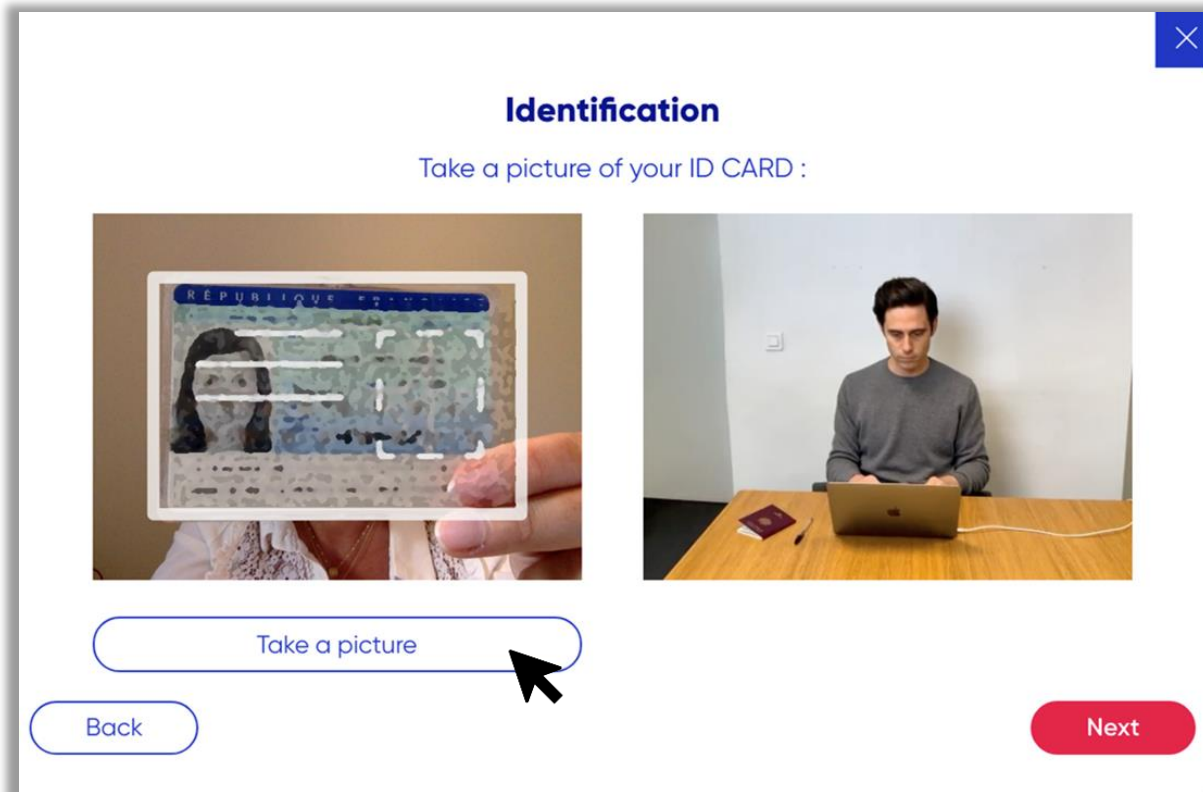 Identification
Take a picture of your ID CARD :
RÉPUBLIQUE
Take a picture
Back
Next